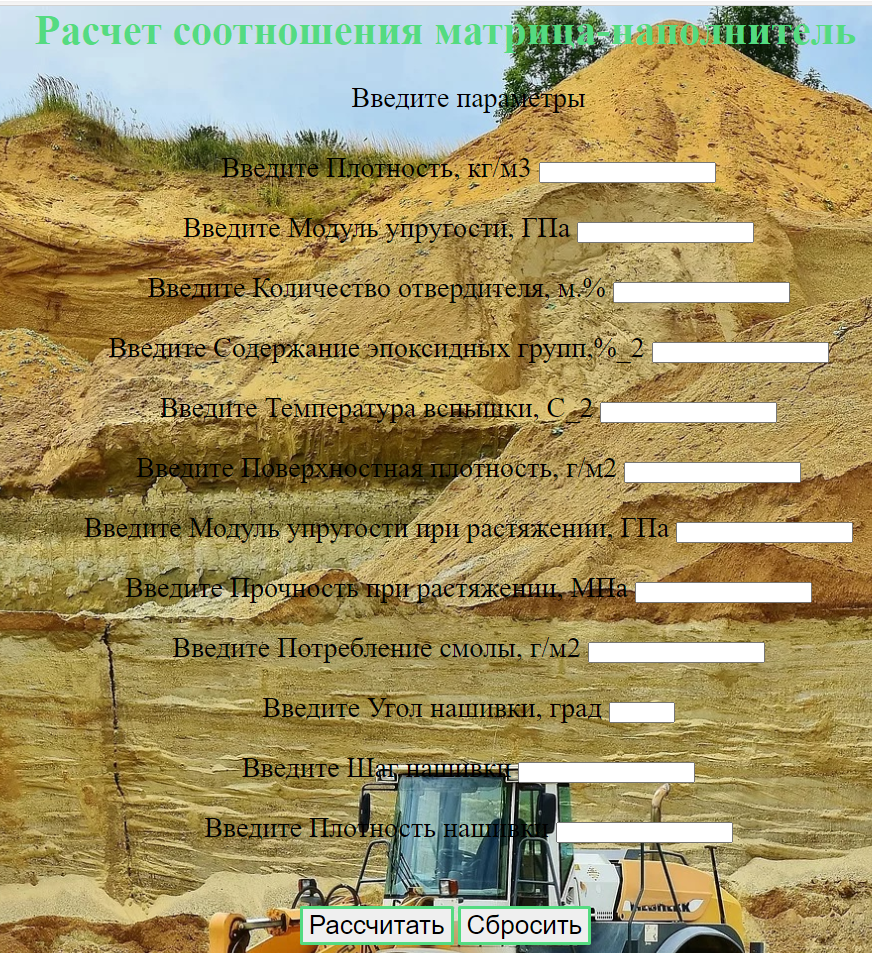 Расчет соотношения матрица-наполнитель
Введите параметры
Введите Плотность, кг/м3
Введите Модуль упругости, ГПа
Введите Количество отвердителя, м.%
Введите Содержание эпоксидных групп,%_2
Введите Температура вспышки, С_2
Введите Поверхностная плотность, г/м2
Введите Модуль упругости при растяжении, ГПа
Введите Прочность при растяжении, МПа
Введите Потребление смолы, г/м2
Введите Угол нашивки, град
Введите Шаг нашивки
Введите Плотность нашивки
Рассчитать Сбросить